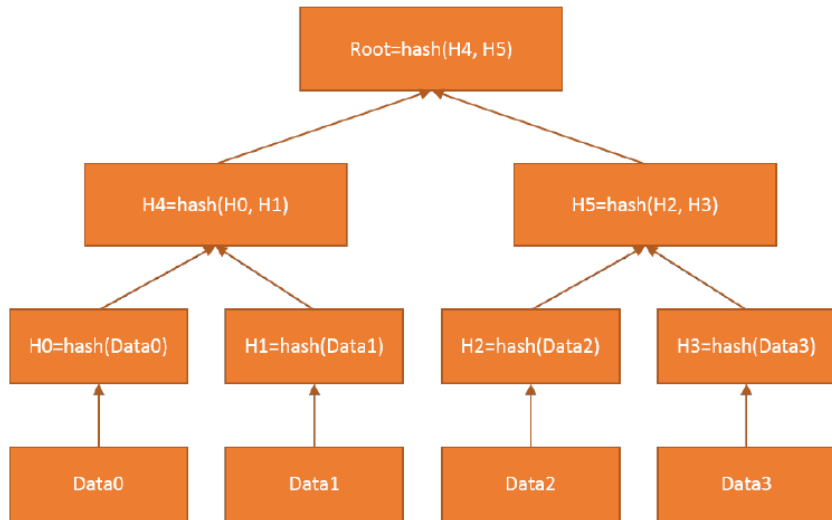 Root=hash(H4, H5)
H4=hash(H0, H1)
H5=hash(H2, H3)
H0=hash(Data0)
H1=hash(Data1)
H2=hash(Data2)
H3=hash(Data3)
Data0
Data1
Data2
Data3